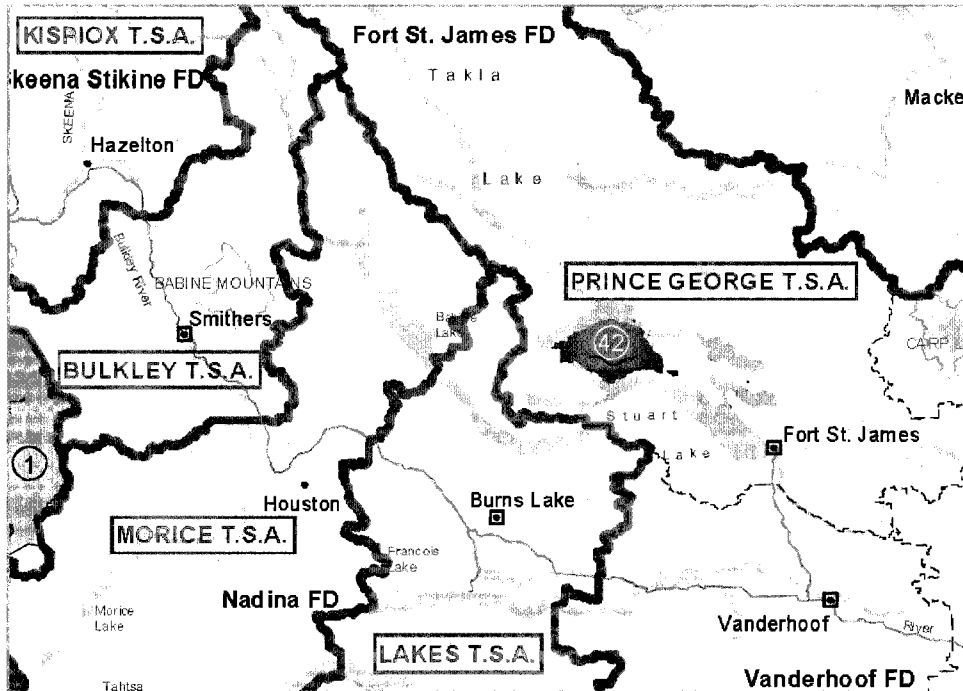 KISPIOX T.S.A.
Fort St. James FD
keena Stikine FD
Takla
Macke
SKEENA
Hazelton
Lake
Bulkley River
BABINE MOUNTAINS
PRINCE GEORGE T.S.A.
Smithers
Lake
42
CARP
BULKLEY T.S.A.
Stuart
Lake
Fort St. James
1
Houston
Burns Lake
MORICE T.S.A.
Francois
Lake
Nadina FD
Morice
Lake
Vanderhoof
River
LAKES T.S.A.
Tahtsa
Vanderhoof FD